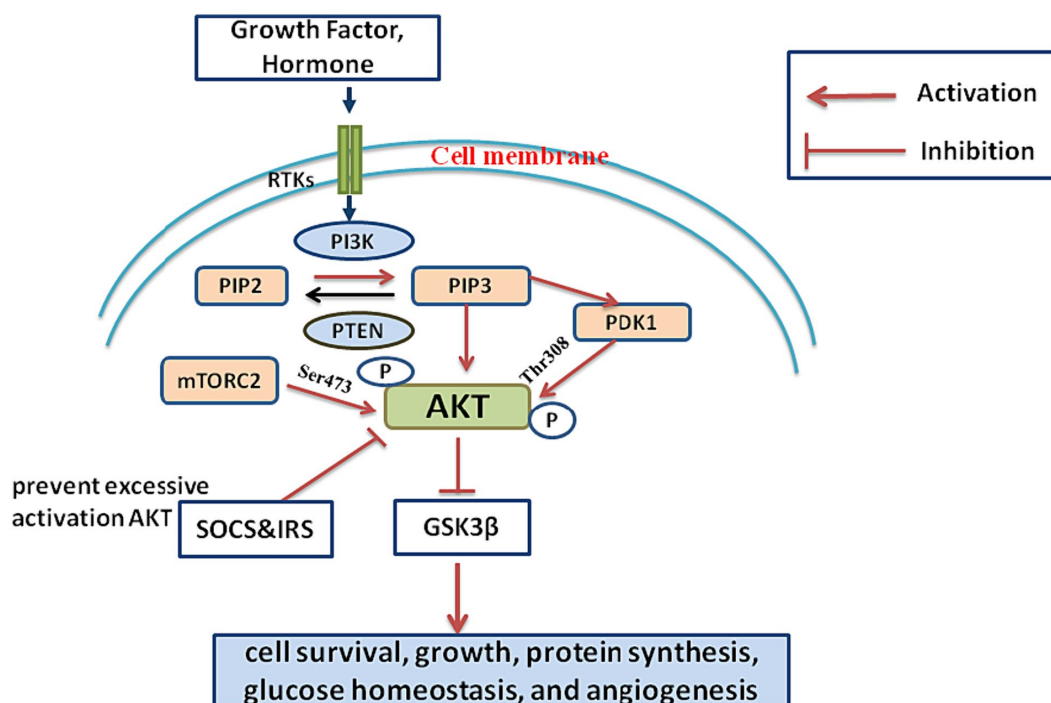 Growth Factor,
Hormone
Activation
Inhibition
Cell membrane
RTKs
PI3K
PIP2
PIP3
PDK1
PTEN
Thr308
mTORC2
Ser473
P
AKT
P
prevent excessive
activation AKT
SOCS&IRS
GSK3β
cell survival, growth, protein synthesis,
glucose homeostasis, and angiogenesis